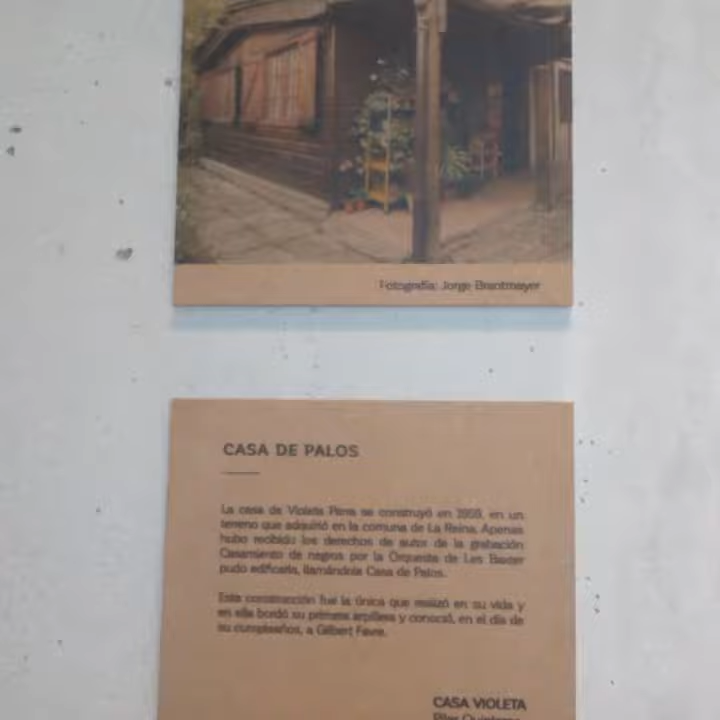 Fotografía: Jorge Brantmayer
CASA DE PALOS
La casa de Violeta Parra se construyó en 1959, en un
terreno que adquirió en la comuna de La Reina. Apenas
hubo recibido los derechos de autor de la grabación
Casamiento de negros por la Orquesta de Les Baxter
pudo edificarla, llamándola Casa de Palos.
Esta construcción fue la única que realizó en su vida y
en ella bordó su primera arpillera y conoció, en el día de
su cumpleaños, a Gilbert Favre.
CASA VIOLETA
Pilar Quinteros